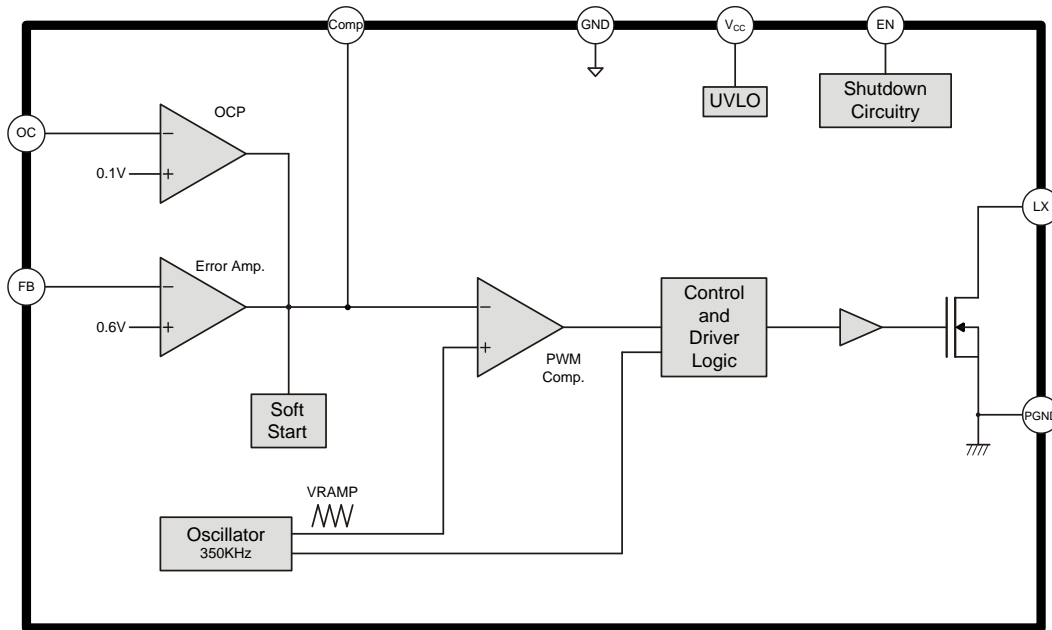 Comp
GND
VCC
EN
UVLO
Shutdown
Circuitry
OCP
OC
−
0.1V
+
LX
Error Amp.
FB
−
0.6V
+
−
+
PWM
Comp.
Control
and
Driver
Logic
PGND
Soft
Start
VRAMP
Oscillator
350KHz